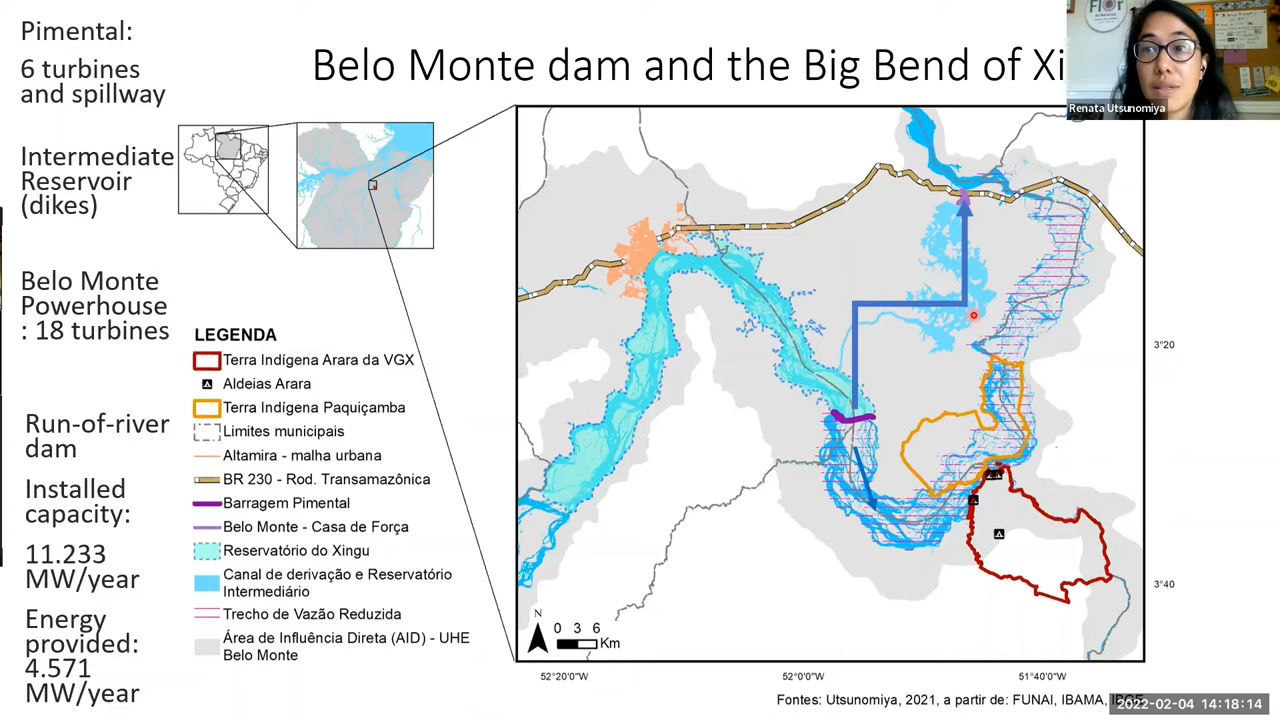 Pimental:
6 turbines
and spillway
Intermediate
Reservoir
(dikes)
Belo Monte
Powerhouse
: 18 turbines
Run-of-river
dam
Installed
capacity:
11.233
MW/year
Energy
provided:
4.571
MW/year
Belo Monte dam and the Big Bend of Xi
Renata Utsunomiya
LEGENDA
Terra Indígena Arara da VGX
Aldeias Arara
Terra Indígena Paquiçamba
Limites municipais
Altamira - malha urbana
BR 230 - Rod. Transamazônica
Barragem Pimental
Belo Monte - Casa de Força
Reservatório do Xingu
Canal de derivação e Reservatório
Intermediário
Trecho de Vazão Reduzida
Área de Influência Direta (AID) - UHE
Belo Monte
N
0 3 6
Km
3°20
3°40
52°20'0"W
52°0'0"W
51°40'0"W
Fontes: Utsunomiya, 2021, a partir de: FUNAI, IBAMA, IBGE
2022-02-04 14:18:14